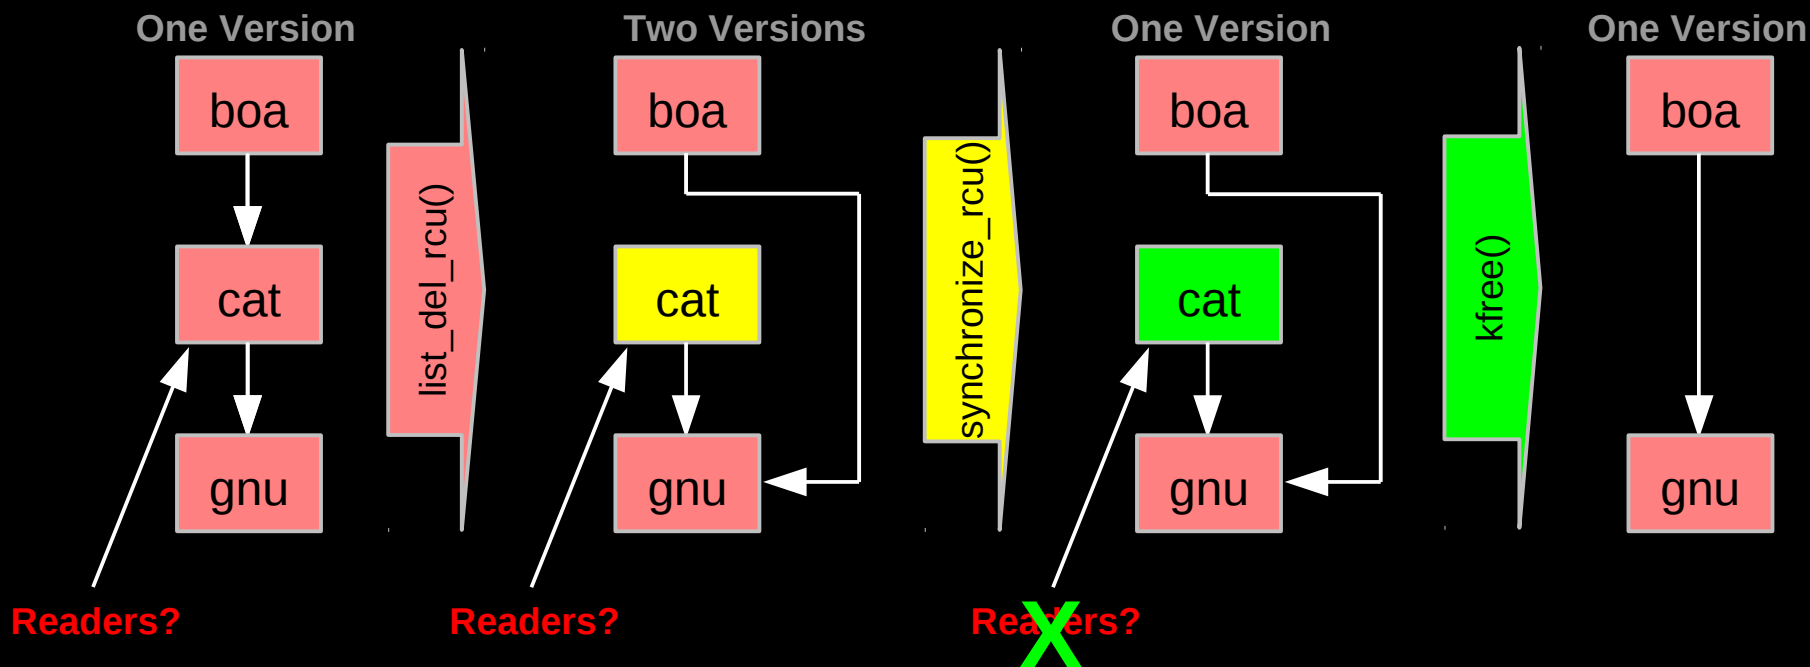 One Version
Two Versions
One Version
One Version
boa
boa
boa
boa
list_del_rcu()
synchronize_rcu()
kfree()
cat
cat
cat
gnu
gnu
gnu
gnu
Readers?
Readers?
Readers?
X